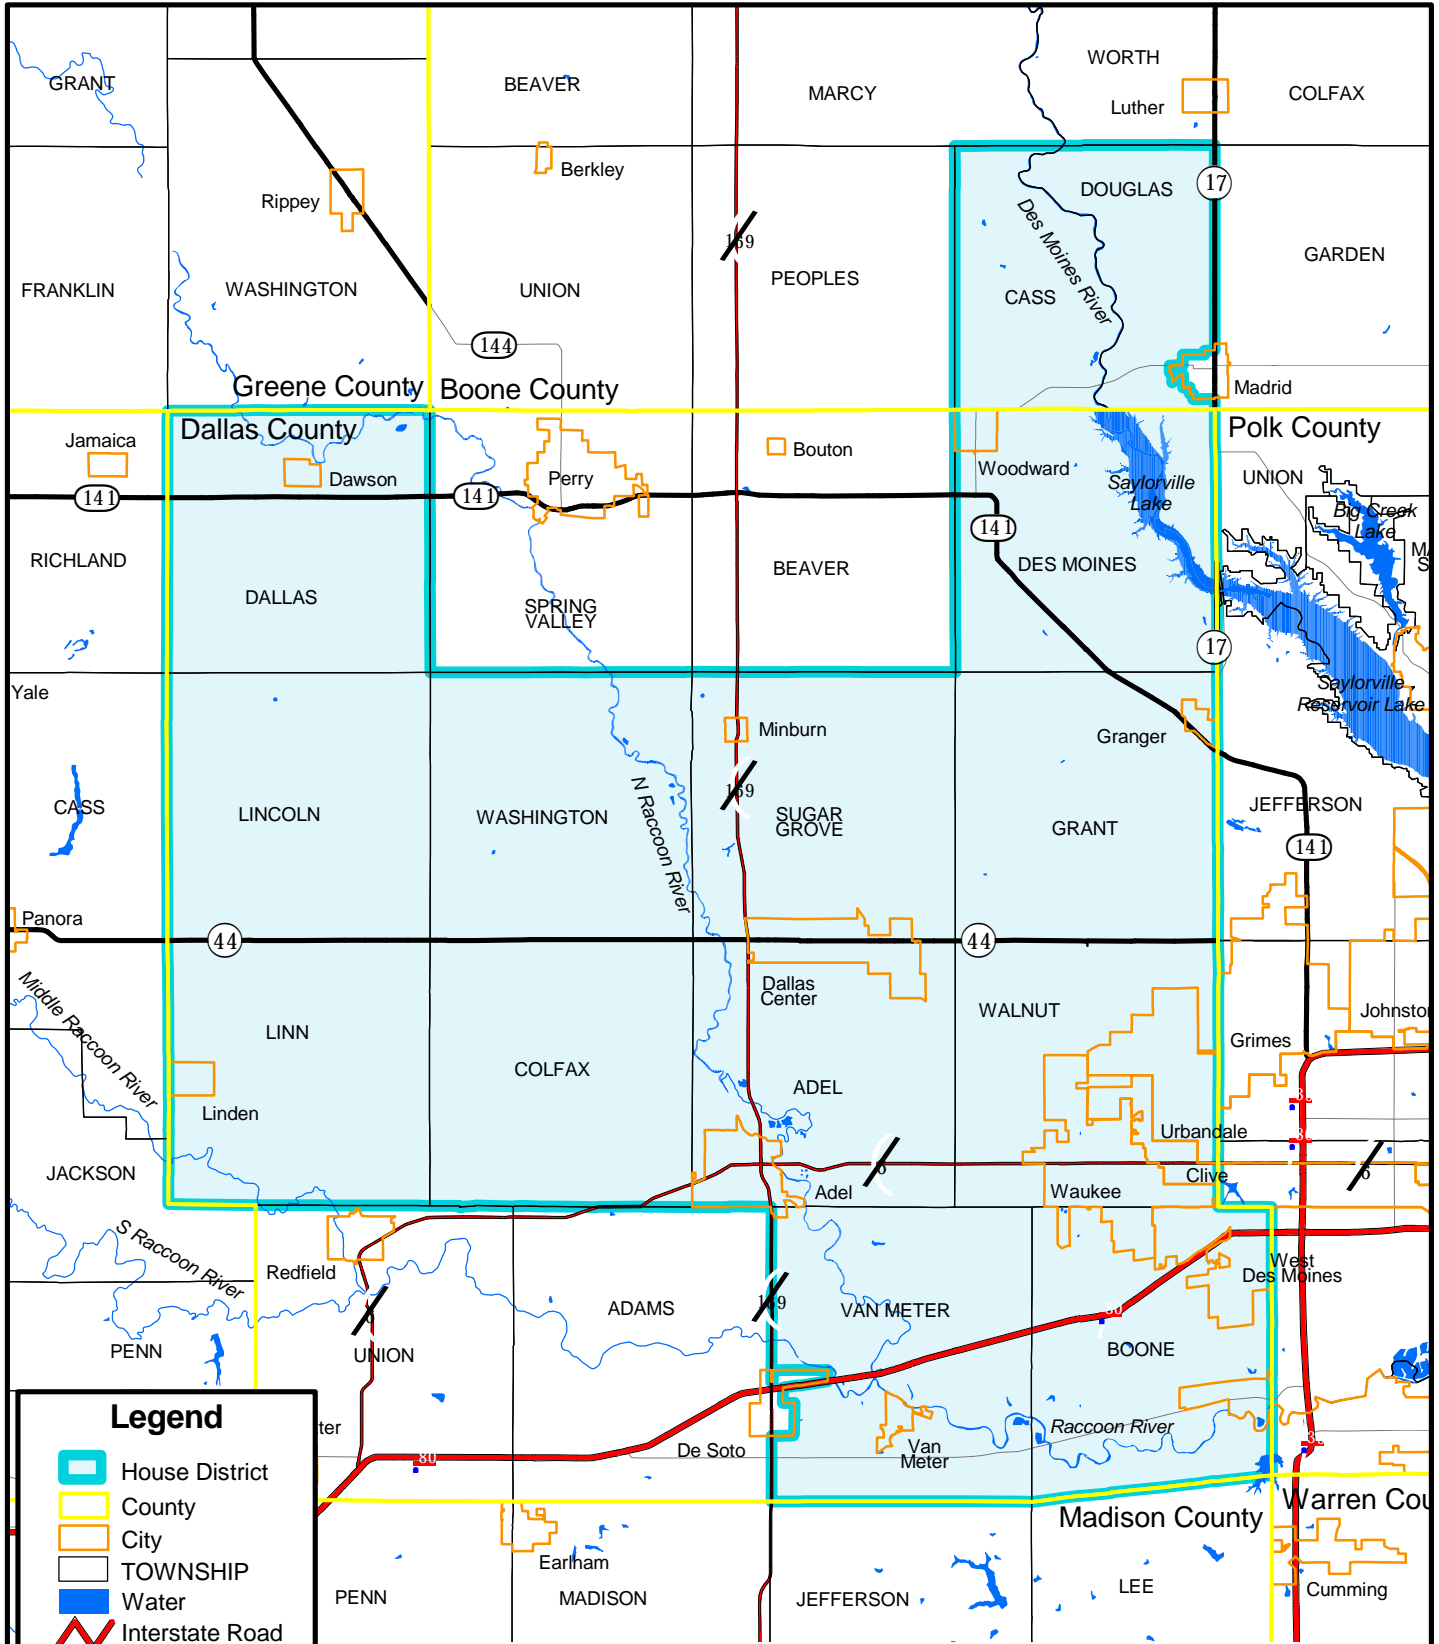 WORTH
GRANT
BEAVER
MARCY
Luther
COLFAX
Berkley
Rippey
DOUGLAS
17
169
Des Moines River
GARDEN
FRANKLIN
WASHINGTON
UNION
PEOPLES
CASS
144
Greene County
Boone County
Madrid
Dallas County
Polk County
Jamaica
Dawson
Perry
Bouton
Woodward
Saylorville
Lake
UNION
141
141
141
Big Creek
Lake
RICHLAND
DALLAS
SPRING
VALLEY
BEAVER
DES MOINES
17
Yale
Saylorville
Reservoir Lake
Minburn
Granger
N Raccoon River
169
CASS
LINCOLN
WASHINGTON
SUGAR
GROVE
GRANT
JEFFERSON
141
Panora
44
44
Middle Raccoon River
Dallas
Center
WALNUT
LINN
COLFAX
Grimes
Johnston
Linden
ADEL
Urbandale
JACKSON
6
6
Adel
Waukee
Clive
S Raccoon River
Redfield
West
Des Moines
ADAMS
169
VAN METER
80
6
PENN
UNION
BOONE
Legend
ter
De Soto
Van
Meter
Raccoon River
House District
80
County
Madison County
Warren Cou
City
TOWNSHIP
Earlham
Water
PENN
MADISON
JEFFERSON
LEE
Cumming
Interstate Road